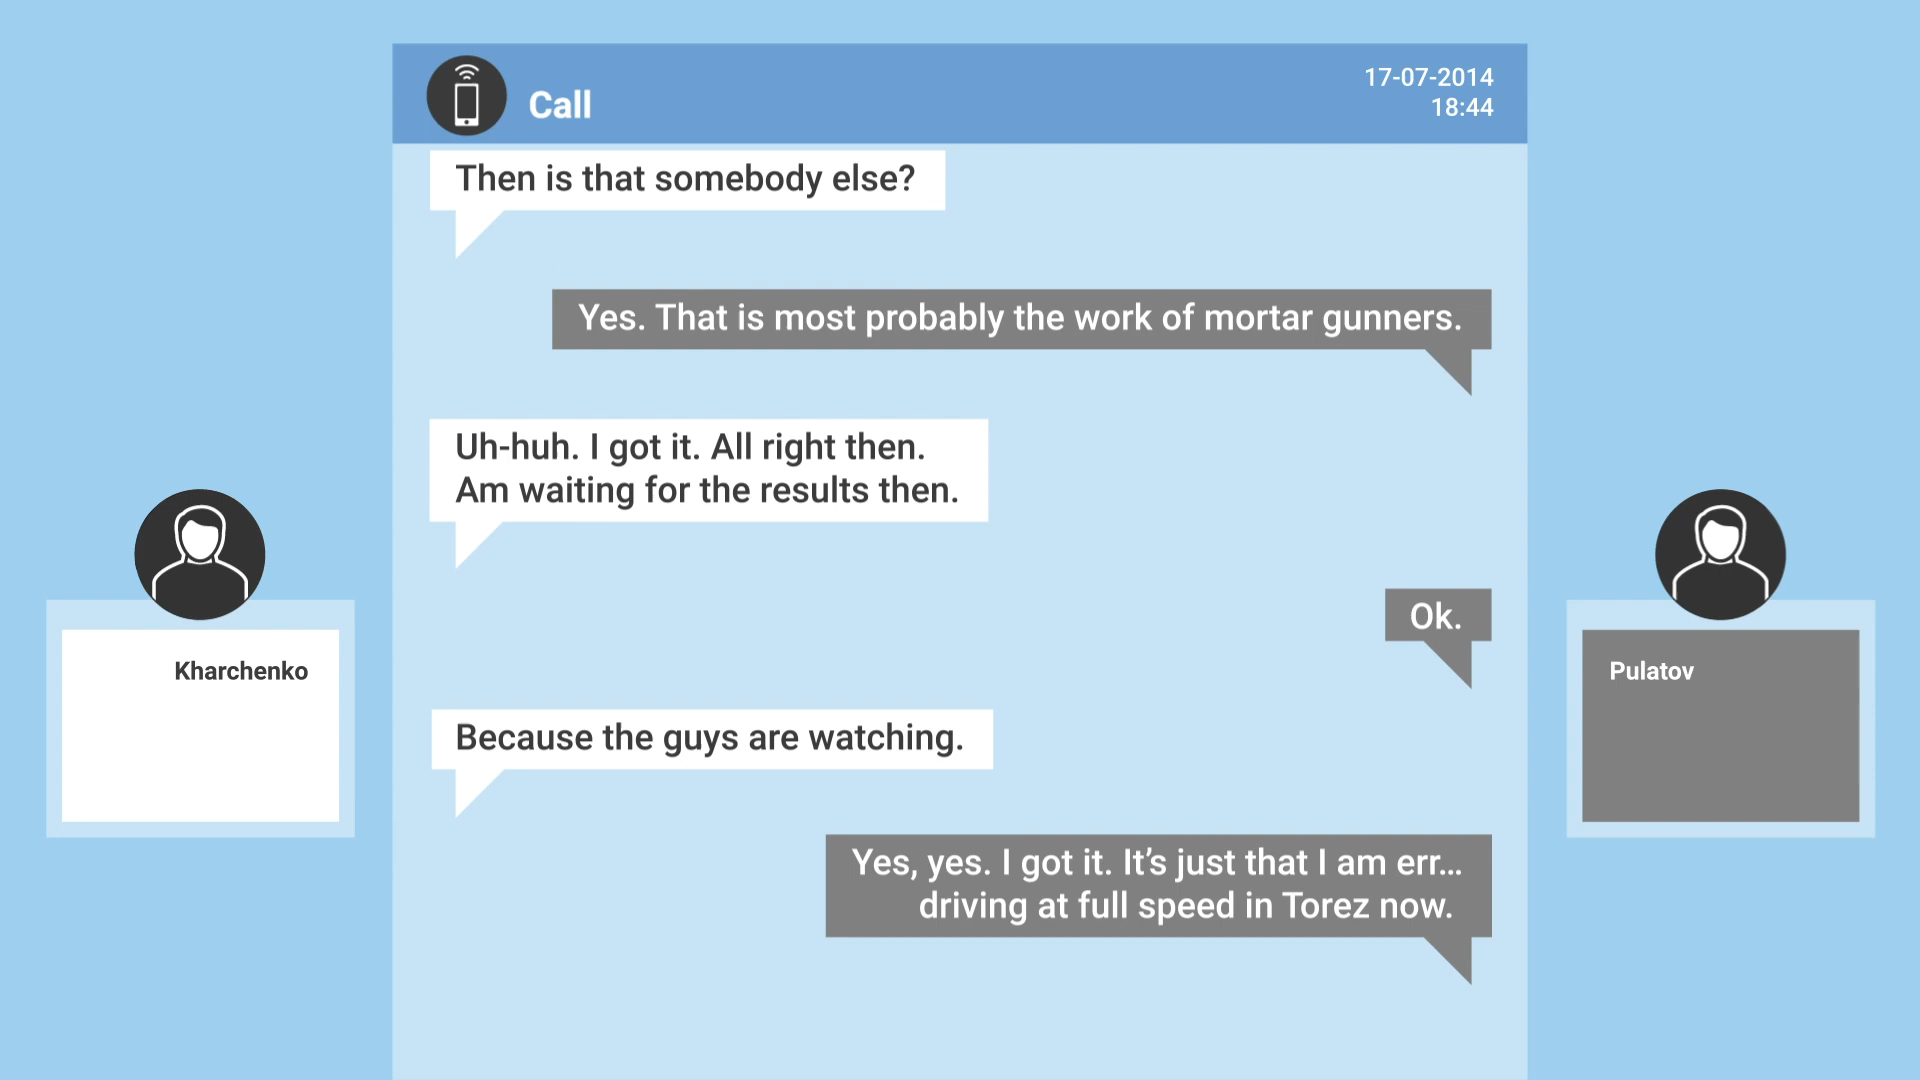 Call
17-07-2014
18:44
Then is that somebody else?
Yes. That is most probably the work of mortar gunners.
Uh-huh. I got it. All right then.
Am waiting for the results then.
Ok.
Kharchenko
Pulatov
Because the guys are watching.
Yes, yes. I got it. It’s just that I am err...
driving at full speed in Torez now.